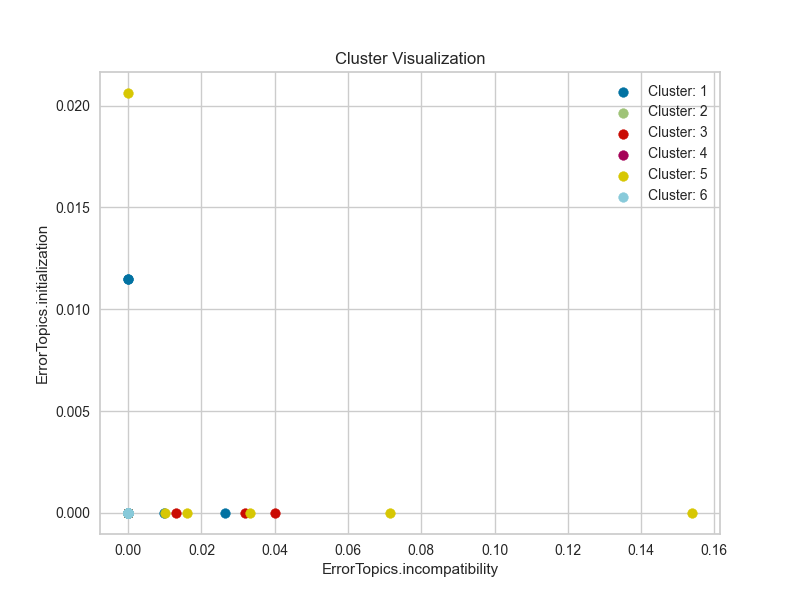 Cluster Visualization
Cluster: 1
Cluster: 2
Cluster: 3
Cluster: 4
Cluster: 5
Cluster: 6
0.020
0.015
0.010
0.005
0.000
ErrorTopics.initialization
0.00 0.02 0.04 0.06 0.08 0.10 0.12 0.14 0.16
ErrorTopics.incompatibility